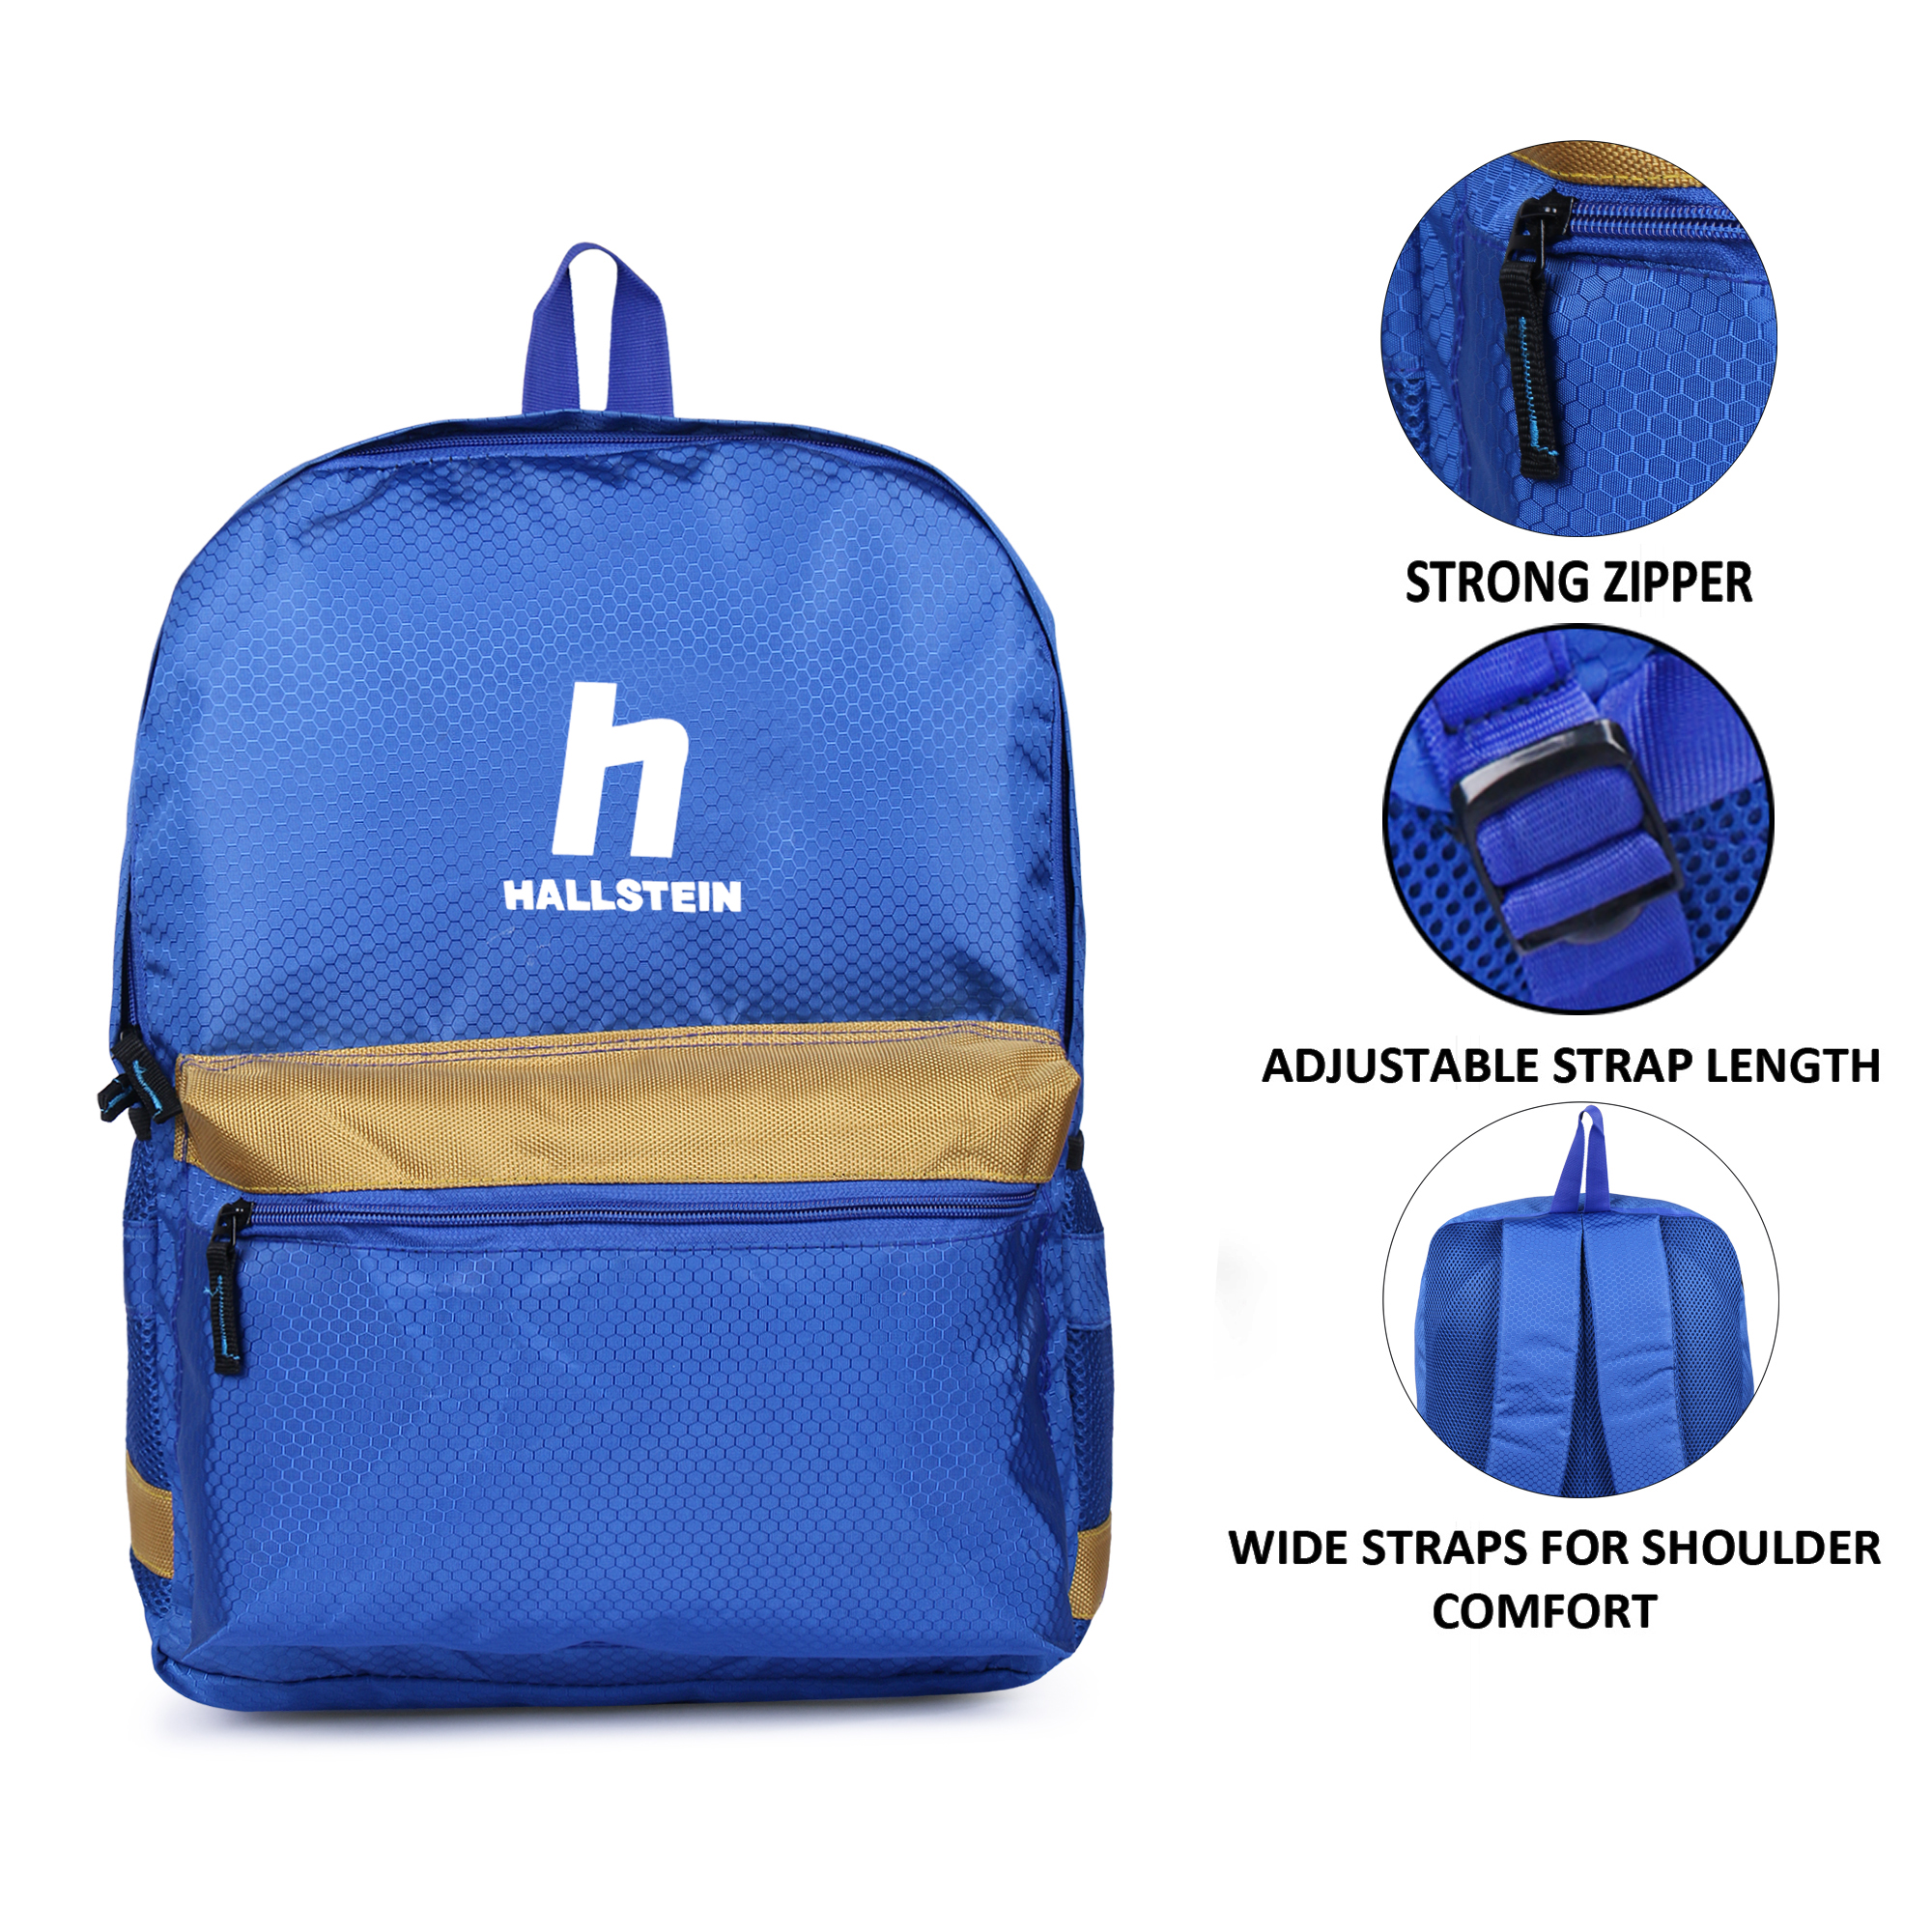 h
HALLSTEIN
STRONG ZIPPER
ADJUSTABLE STRAP LENGTH
WIDE STRAPS FOR SHOULDER
COMFORT